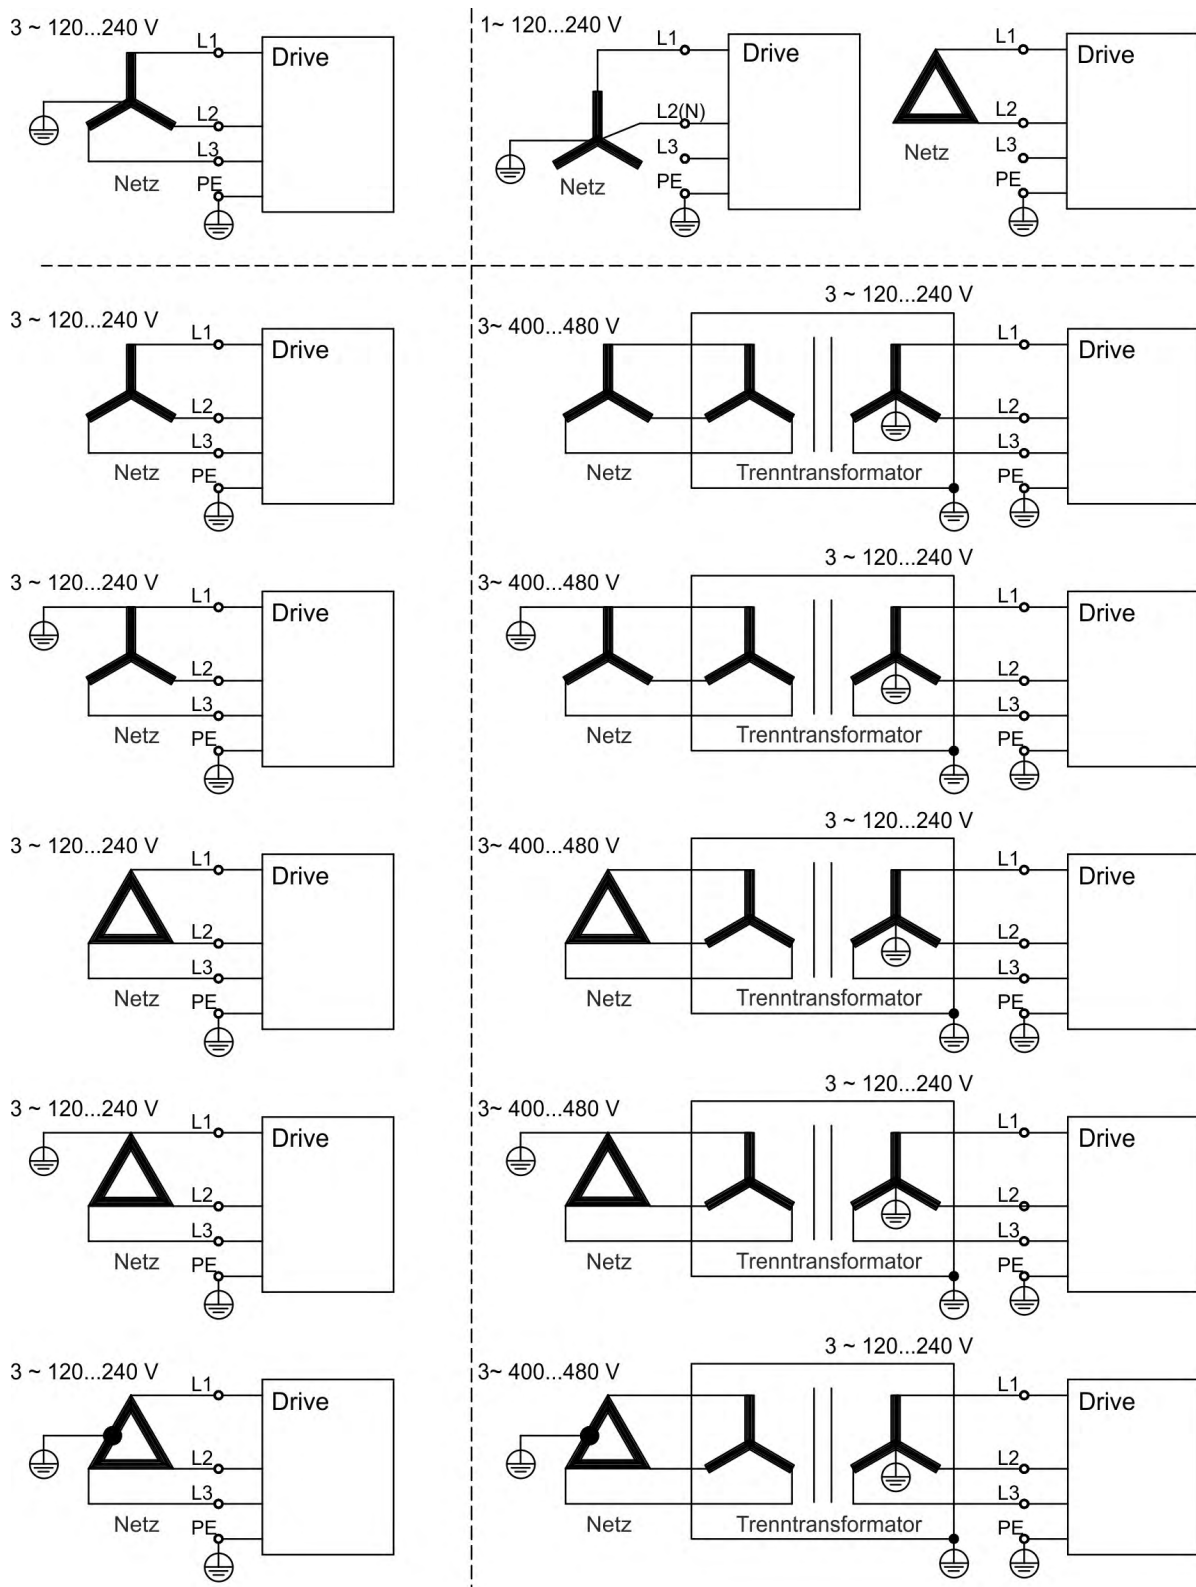 3 ~ 120...240 V
L1
Drive
L2
L3
Netz
PE
1~ 120...240 V
L1
Drive
L2(N)
L3
Netz
PE
L1
Drive
L2
L3
Netz
PE
3 ~ 120...240 V
L1
Drive
L2
L3
Netz
PE
3 ~ 120...240 V
3~ 400...480 V
L1
Drive
L2
L3
Netz
Trenntransformator
PE
3 ~ 120...240 V
L1
Drive
L2
L3
Netz
PE
3 ~ 120...240 V
3~ 400...480 V
L1
Drive
L2
L3
Netz
Trenntransformator
PE
3 ~ 120...240 V
L1
Drive
L2
L3
Netz
PE
3 ~ 120...240 V
3~ 400...480 V
L1
Drive
L2
L3
Netz
Trenntransformator
PE
3 ~ 120...240 V
L1
Drive
L2
L3
Netz
PE
3 ~ 120...240 V
3~ 400...480 V
L1
Drive
L2
L3
Netz
Trenntransformator
PE
3 ~ 120...240 V
L1
Drive
L2
L3
Netz
PE
3 ~ 120...240 V
3~ 400...480 V
L1
Drive
L2
L3
Netz
Trenntransformator
PE